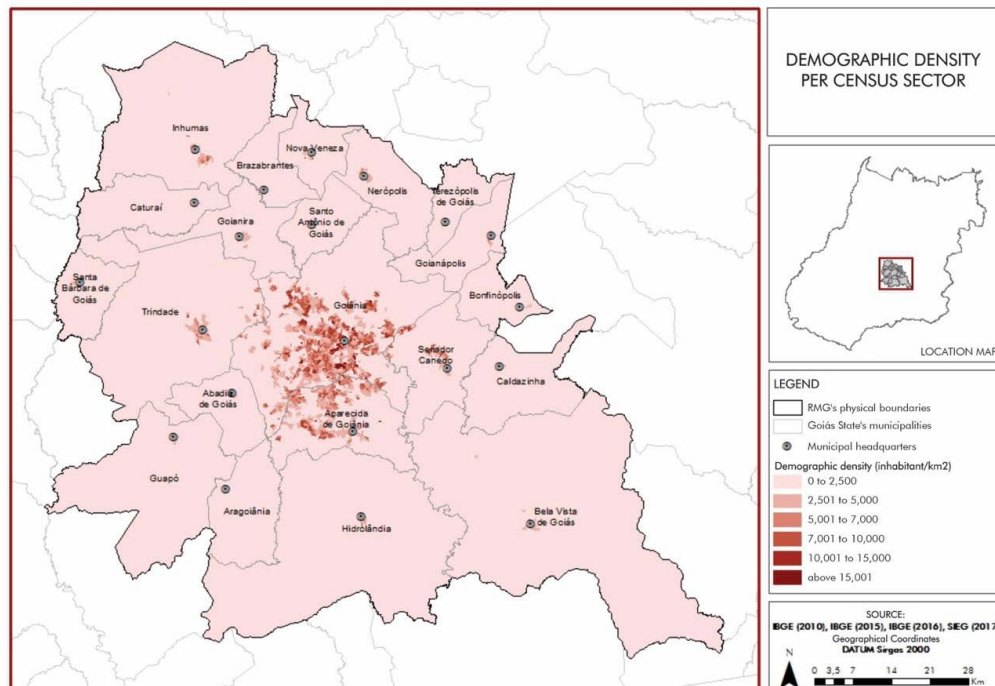 DEMOGRAPHIC DENSITY
PER CENSUS SECTOR
Inhumas
Nova Veneza
Brazabrantes
Nerópolis
Terezópolis
de Goiás
Caturaí
Goianira
Santo
Antônio de
Goiás
Goianápolis
Santa
Bárbara de
Goiás
Bonfinópolis
Trindade
Goiânia
Senador
Canedo
Caldazinha
Abadia
de Goiás
Aparecida
de Goiânia
Guapó
Aragoiânia
Hidrolândia
Bela Vista
de Goiás
LOCATION MAP
LEGEND
RMG's physical boundaries
Goiás State's municipalities
Municipal headquarters
Demographic density (inhabitant/km2)
0 to 2,500
2,501 to 5,000
5,001 to 7,000
7,001 to 10,000
10,001 to 15,000
above 15,001
SOURCE:
IBGE (2010), IBGE (2015), IBGE (2016), SIEG (2017
Geographical Coordinates
DATUM Sirgas 2000
N
0 3,5 7 14 21 28
Km